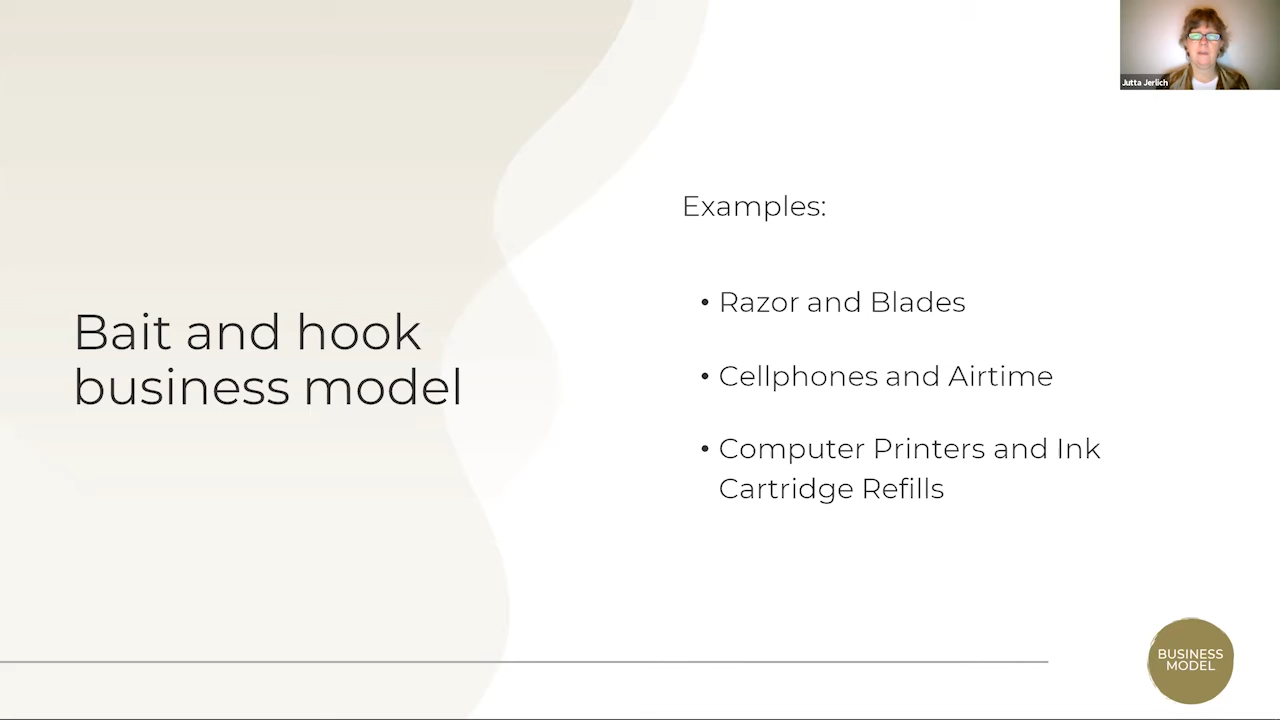 Jutta Jerlich
Examples:
• Razor and Blades
• Cellphones and Airtime
• Computer Printers and Ink
Cartridge Refills
Bait and hook
business model
BUSINESS
MODEL